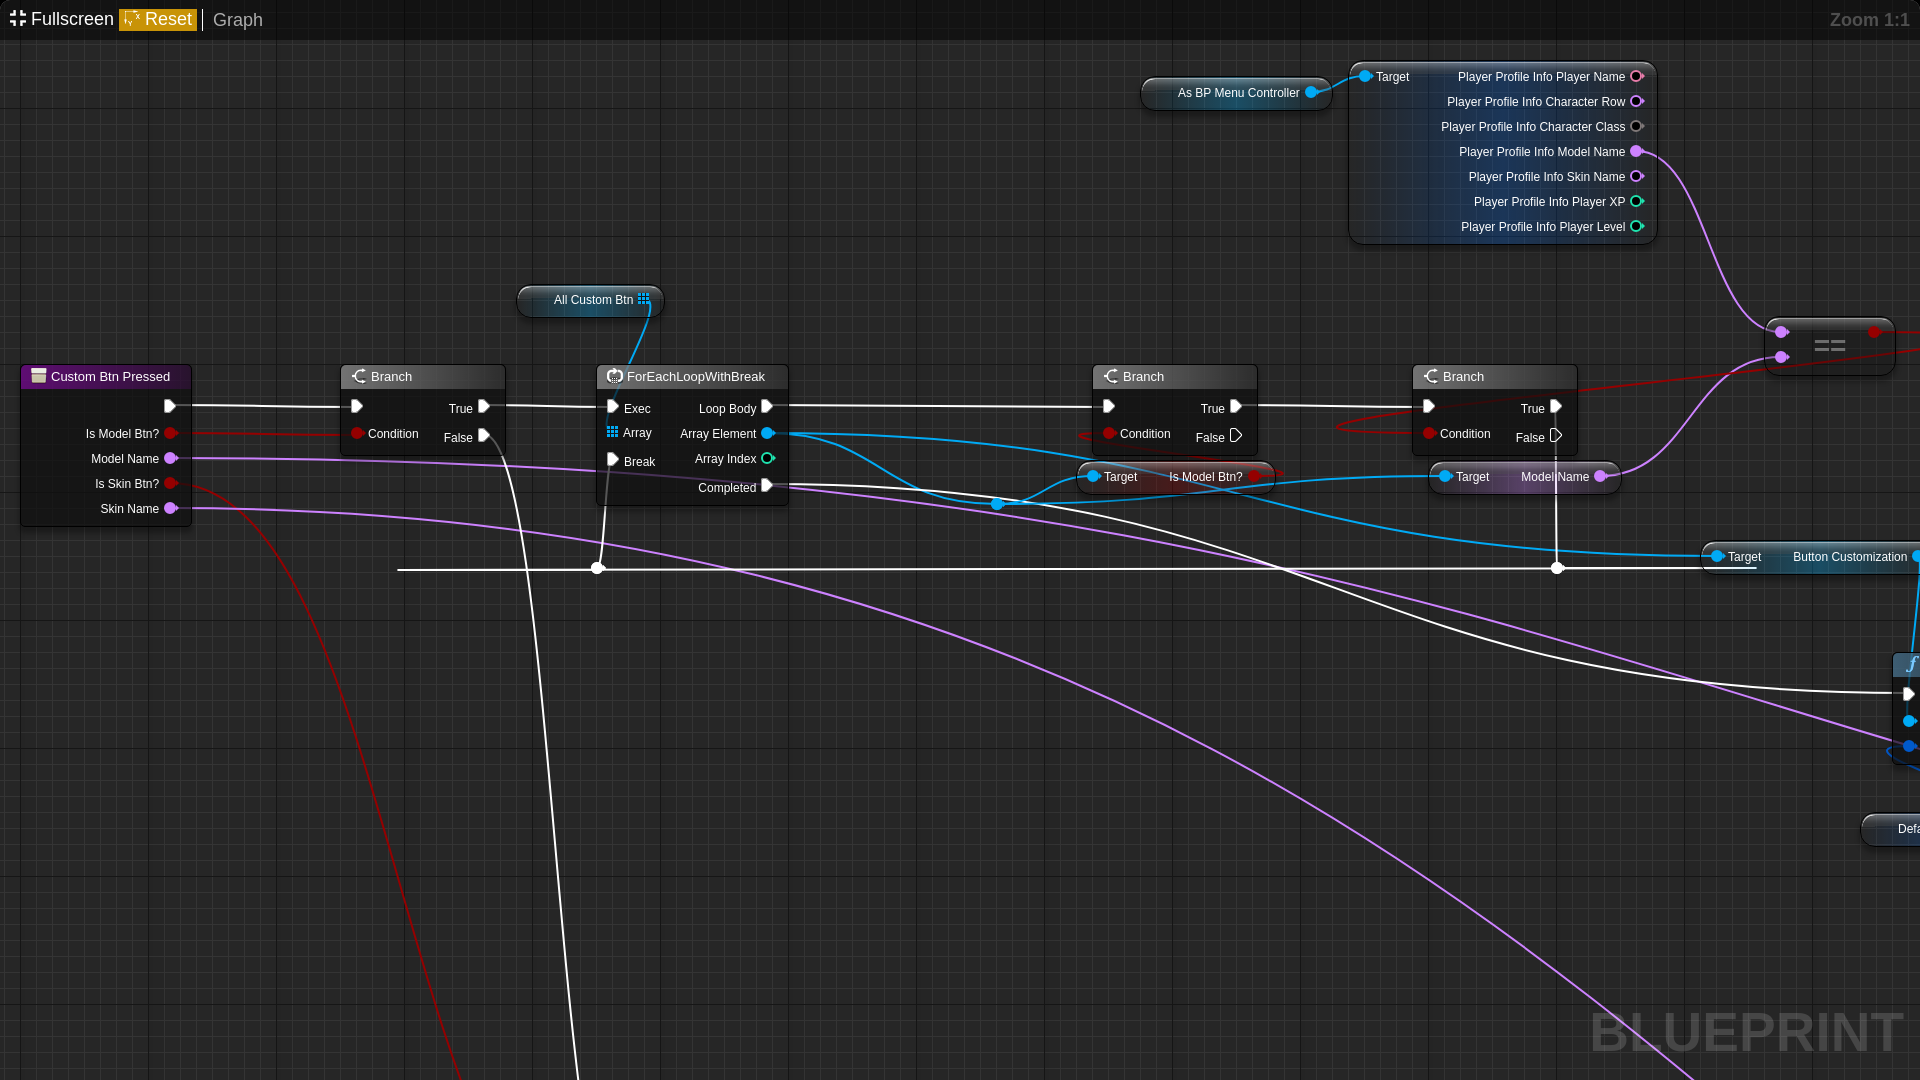 Fullscreen Reset Graph
Zoom 1:1
As BP Menu Controller
Target
Player Profile Info Player Name
Player Profile Info Character Row
Player Profile Info Character Class
Player Profile Info Model Name
Player Profile Info Skin Name
Player Profile Info Player XP
Player Profile Info Player Level
All Custom Btn
==
Custom Btn Pressed
Is Model Btn?
Model Name
Is Skin Btn?
Skin Name
Branch
True
Condition
False
ForEachLoopWithBreak
Exec
Loop Body
Array
Array Element
Break
Array Index
Completed
Branch
True
Condition
False
Target
Is Model Btn?
Branch
True
Condition
False
Target
Model Name
Target
Button Customization
f
Defa
BLUEPRINT